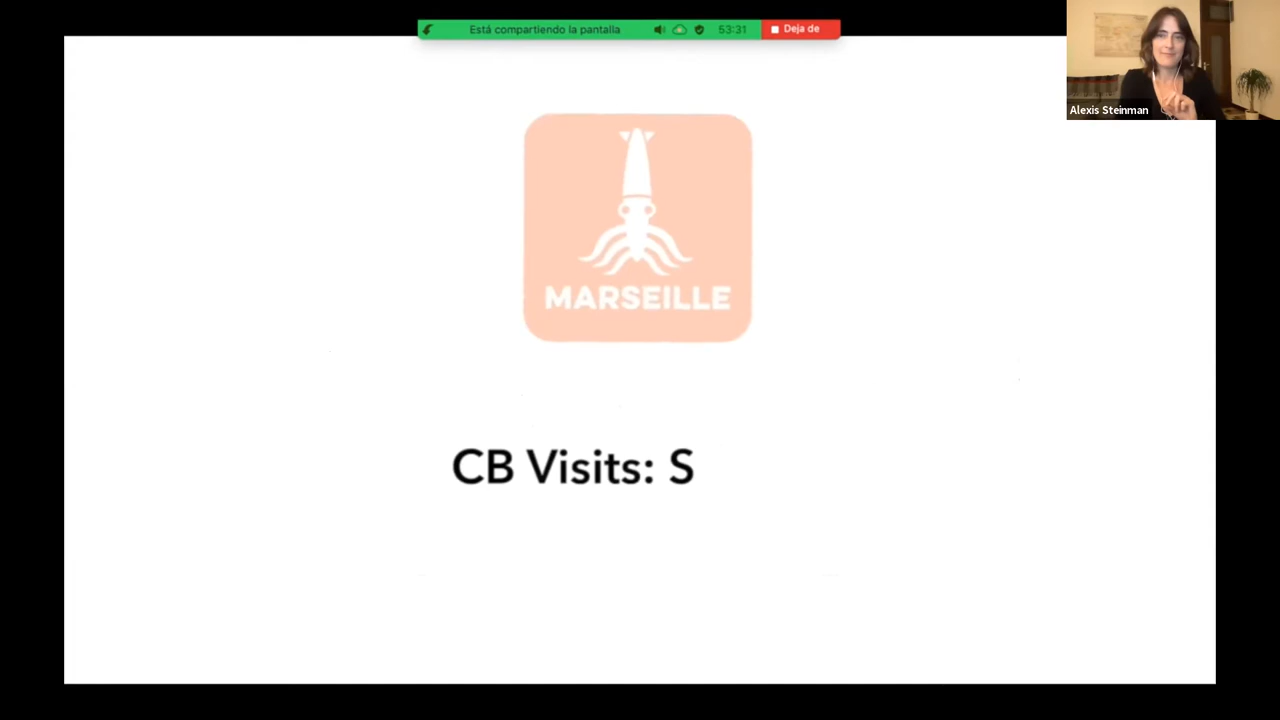 Está compartiendo la pantalla
53:31
Deja de
Alexis Steinman
MARSEILLE
CB Visits: S